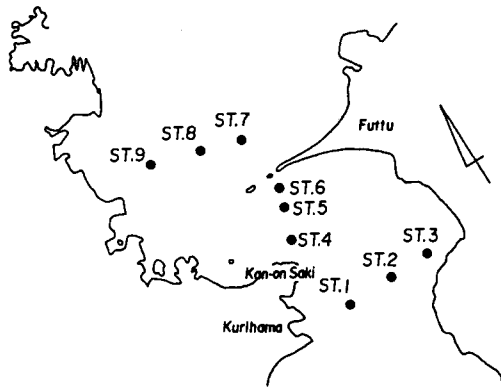 Futtu
ST.7
ST.8
ST.9
ST.6
ST.5
ST.4
ST.3
Kan-on Saki
ST.2
ST.1
Kurihama